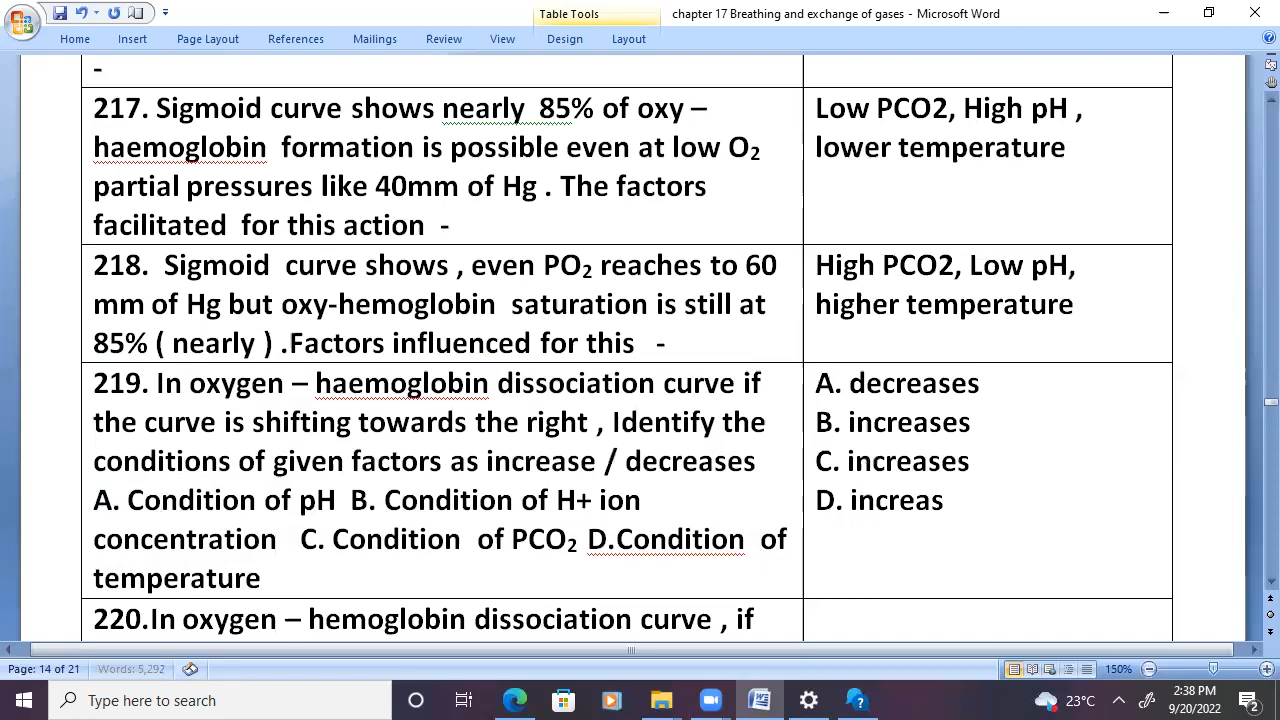 Table Tools
chapter 17 Breathing and exchange of gases - Microsoft Word
Home Insert Page Layout References Mailings Review View Design Layout
-
217. Sigmoid curve shows nearly 85% of oxy –
haemoglobin formation is possible even at low O2
partial pressures like 40mm of Hg . The factors
facilitated for this action -
Low PCO2, High pH ,
lower temperature
218. Sigmoid curve shows , even PO2 reaches to 60
mm of Hg but oxy-hemoglobin saturation is still at
85% ( nearly ) .Factors influenced for this -
High PCO2, Low pH,
higher temperature
219. In oxygen – haemoglobin dissociation curve if
the curve is shifting towards the right , Identify the
conditions of given factors as increase / decreases
A. Condition of pH B. Condition of H+ ion
concentration C. Condition of PCO2 D.Condition of
temperature
A. decreases
B. increases
C. increases
D. increas
220.In oxygen – hemoglobin dissociation curve , if
Page: 14 of 21 Words: 5,292 150%
Type here to search
23°C
2:38 PM
9/20/2022
2